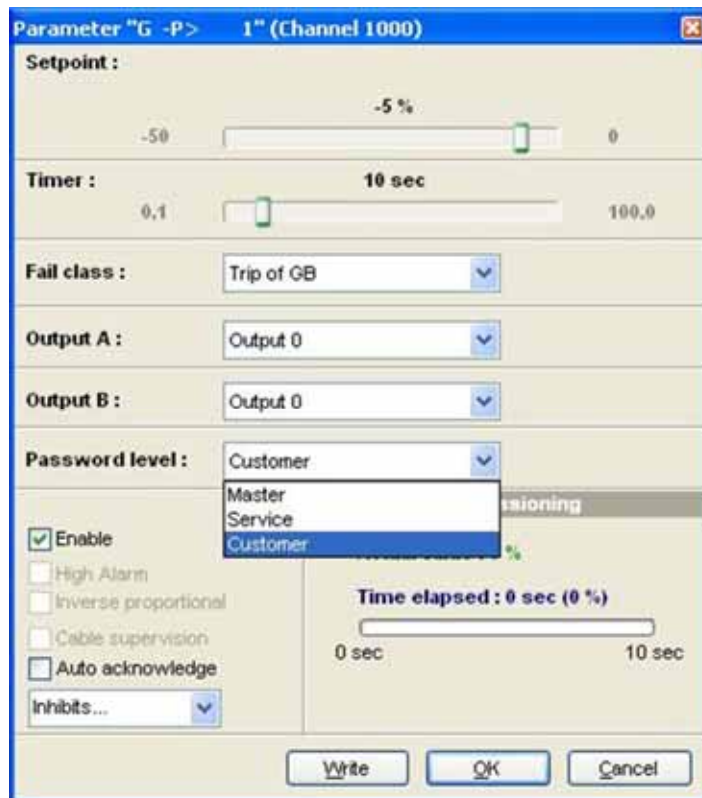 Parameter "G -P> 1" (Channel 1000)
Setpoint :
-5 %
-50
0
Timer :
10 sec
0,1
100,0
Fail class :
Trip of GB
Output A :
Output 0
Output B :
Output 0
Password level :
Customer
Master
Service
Customer
ssioning
Enable
%
High Alarm
Inverse proportional
Time elapsed : 0 sec (0 %)
Cable supervision
0 sec
10 sec
Auto acknowledge
Inhibits...
Write
OK
Cancel